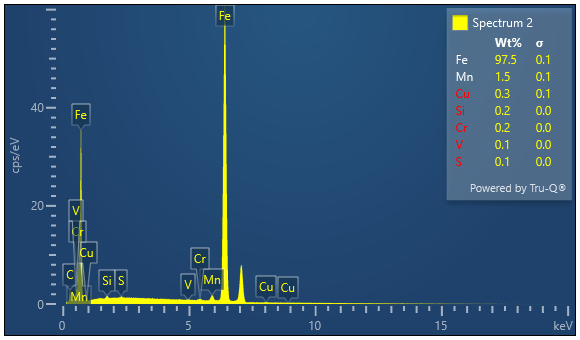 Fe
Spectrum 2
Wt% σ
Fe 97.5 0.1
Mn 1.5 0.1
Cu 0.3 0.1
Si 0.2 0.0
Cr 0.2 0.0
V 0.1 0.0
S 0.1 0.0
Powered by Tru-Q®
cps/eV
40
20
0
Fe
V
Cr
Cu
C
Mn
Si
S
V
Cr
Mn
Cu
Cu
0 5 10 15 keV